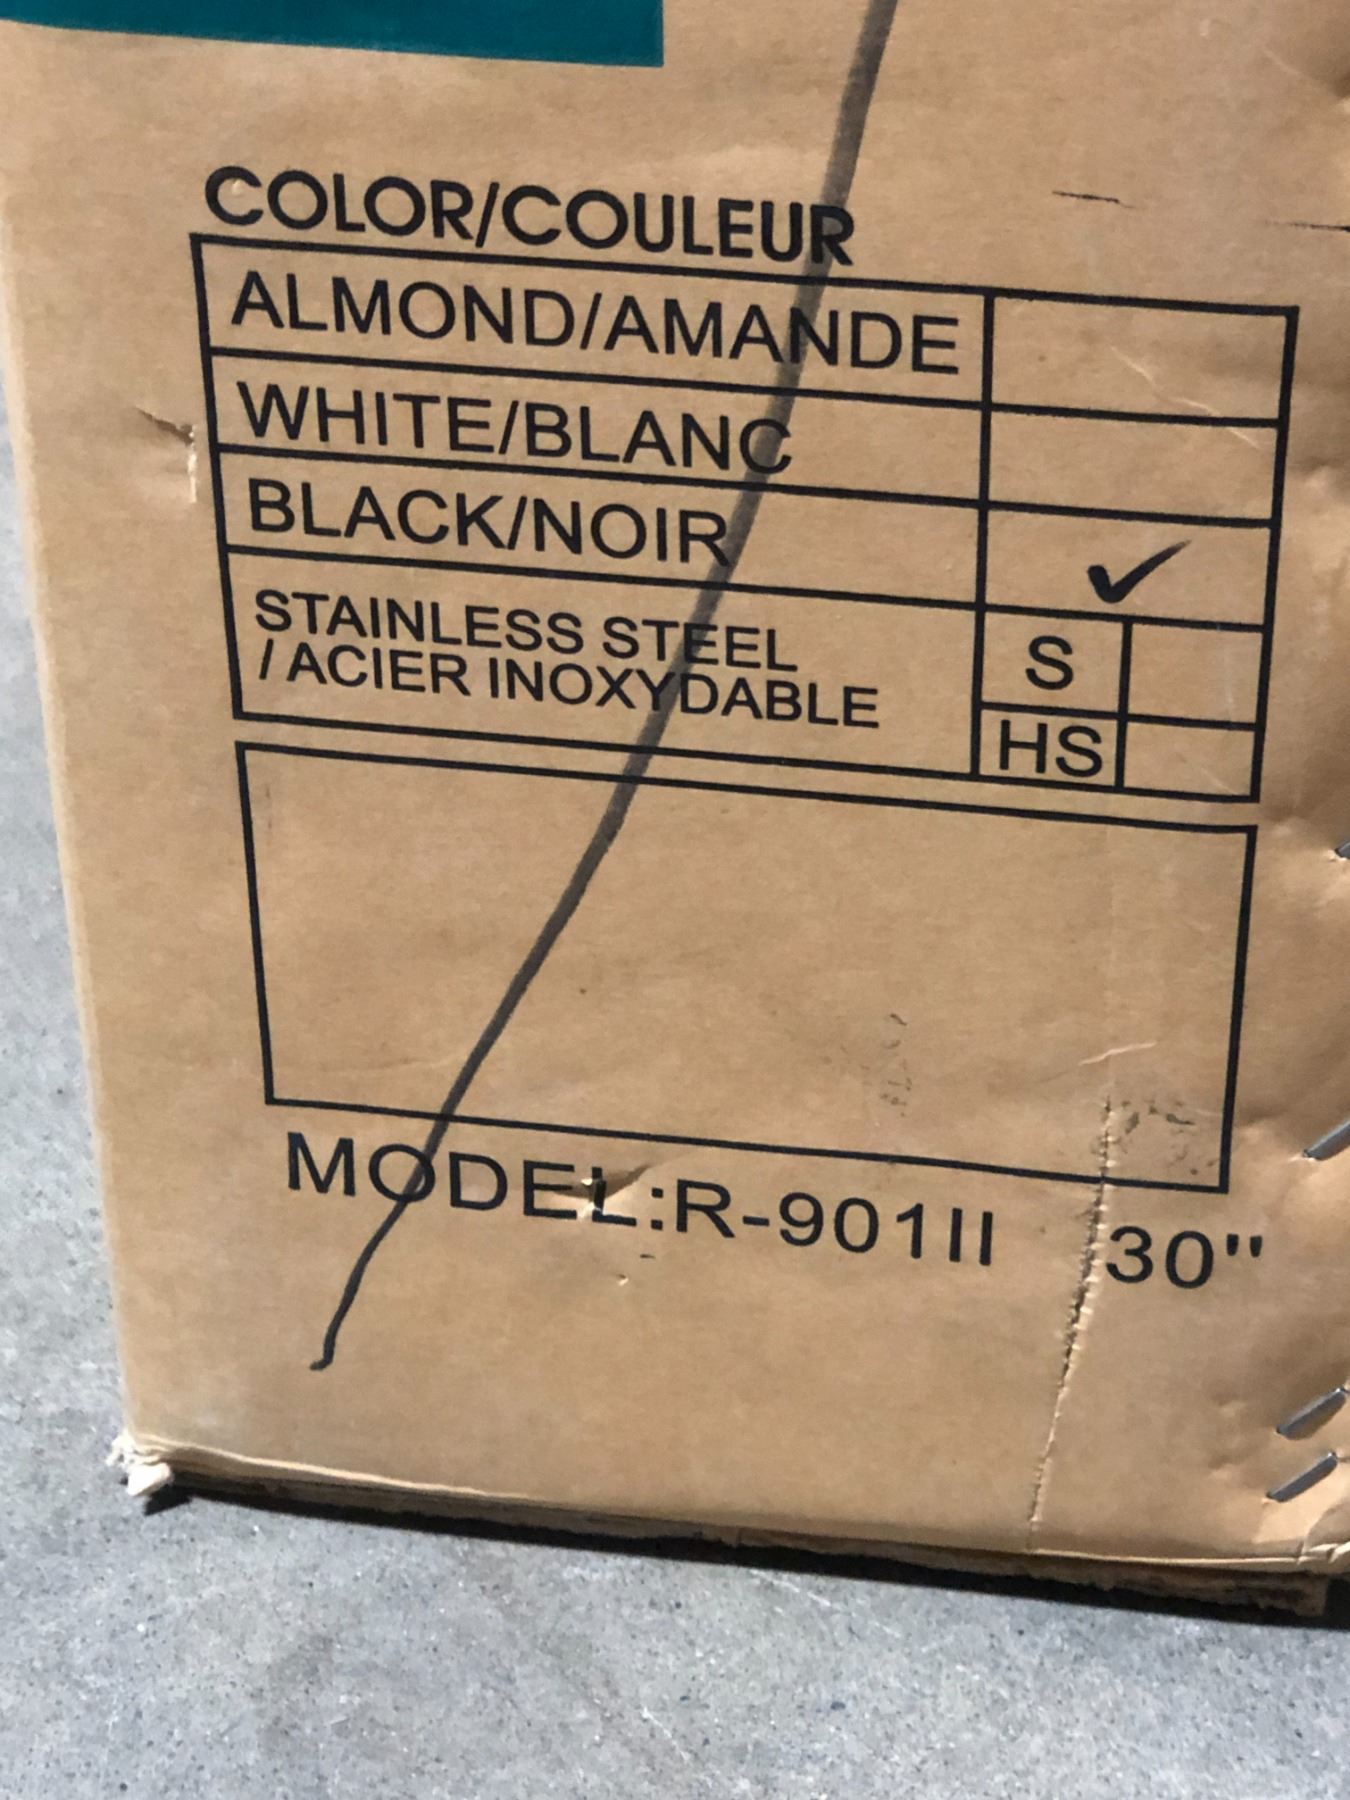 COLOR/COULEUR
ALMOND/AMANDE
WHITE/BLANC
BLACK/NOIR ✓
STAINLESS STEEL
/ ACIER INOXYDABLE
S
HS
MODEL:R-901II 30"